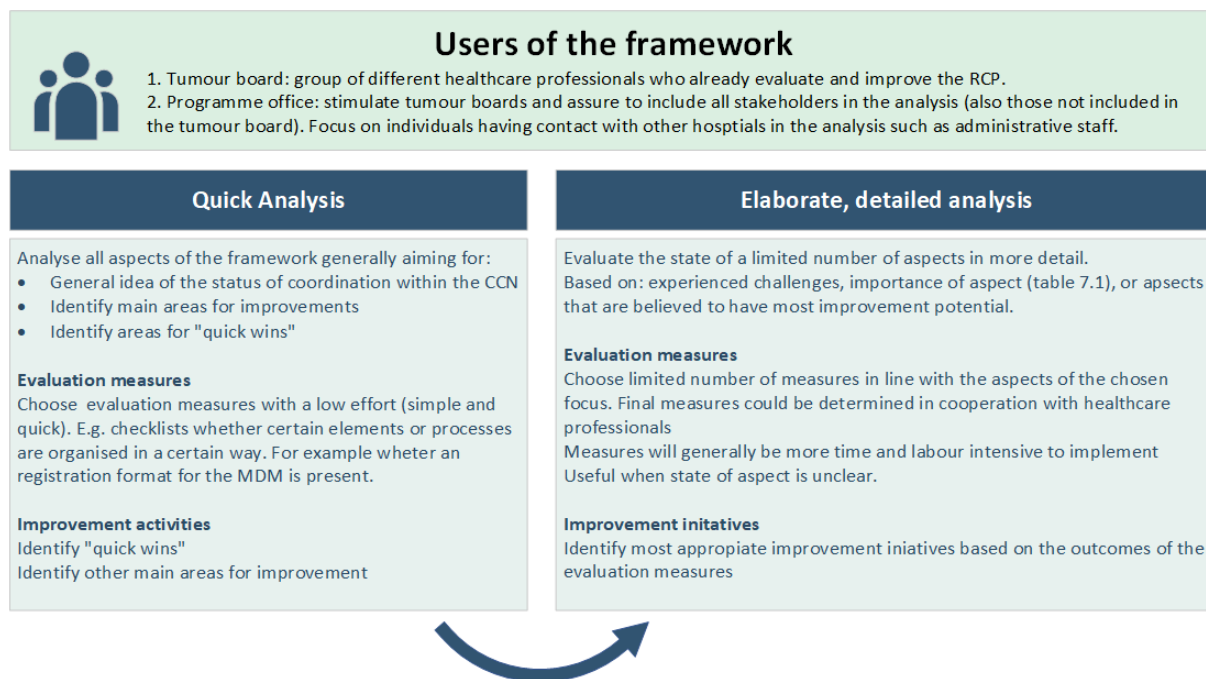 Users of the framework
1. Tumour board: group of different healthcare professionals who already evaluate and improve the RCP.
2. Programme office: stimulate tumour boards and assure to include all stakeholders in the analysis (also those not included in
the tumour board). Focus on individuals having contact with other hosptials in the analysis such as administrative staff.
Quick Analysis
Analyse all aspects of the framework generally aiming for:
• General idea of the status of coordination within the CCN
• Identify main areas for improvements
• Identify areas for "quick wins"
Evaluation measures
Choose evaluation measures with a low effort (simple and
quick). E.g. checklists whether certain elements or processes
are organised in a certain way. For example wheter an
registration format for the MDM is present.
Improvement activities
Identify "quick wins"
Identify other main areas for improvement
Elaborate, detailed analysis
Evaluate the state of a limited number of aspects in more detail.
Based on: experienced challenges, importance of aspect (table 7.1), or apsects
that are believed to have most improvement potential.
Evaluation measures
Choose limited number of measures in line with the aspects of the chosen
focus. Final measures could be determined in cooperation with healthcare
professionals
Measures will generally be more time and labour intensive to implement
Useful when state of aspect is unclear.
Improvement initatives
Identify most appropiate improvement iniatives based on the outcomes of the
evaluation measures